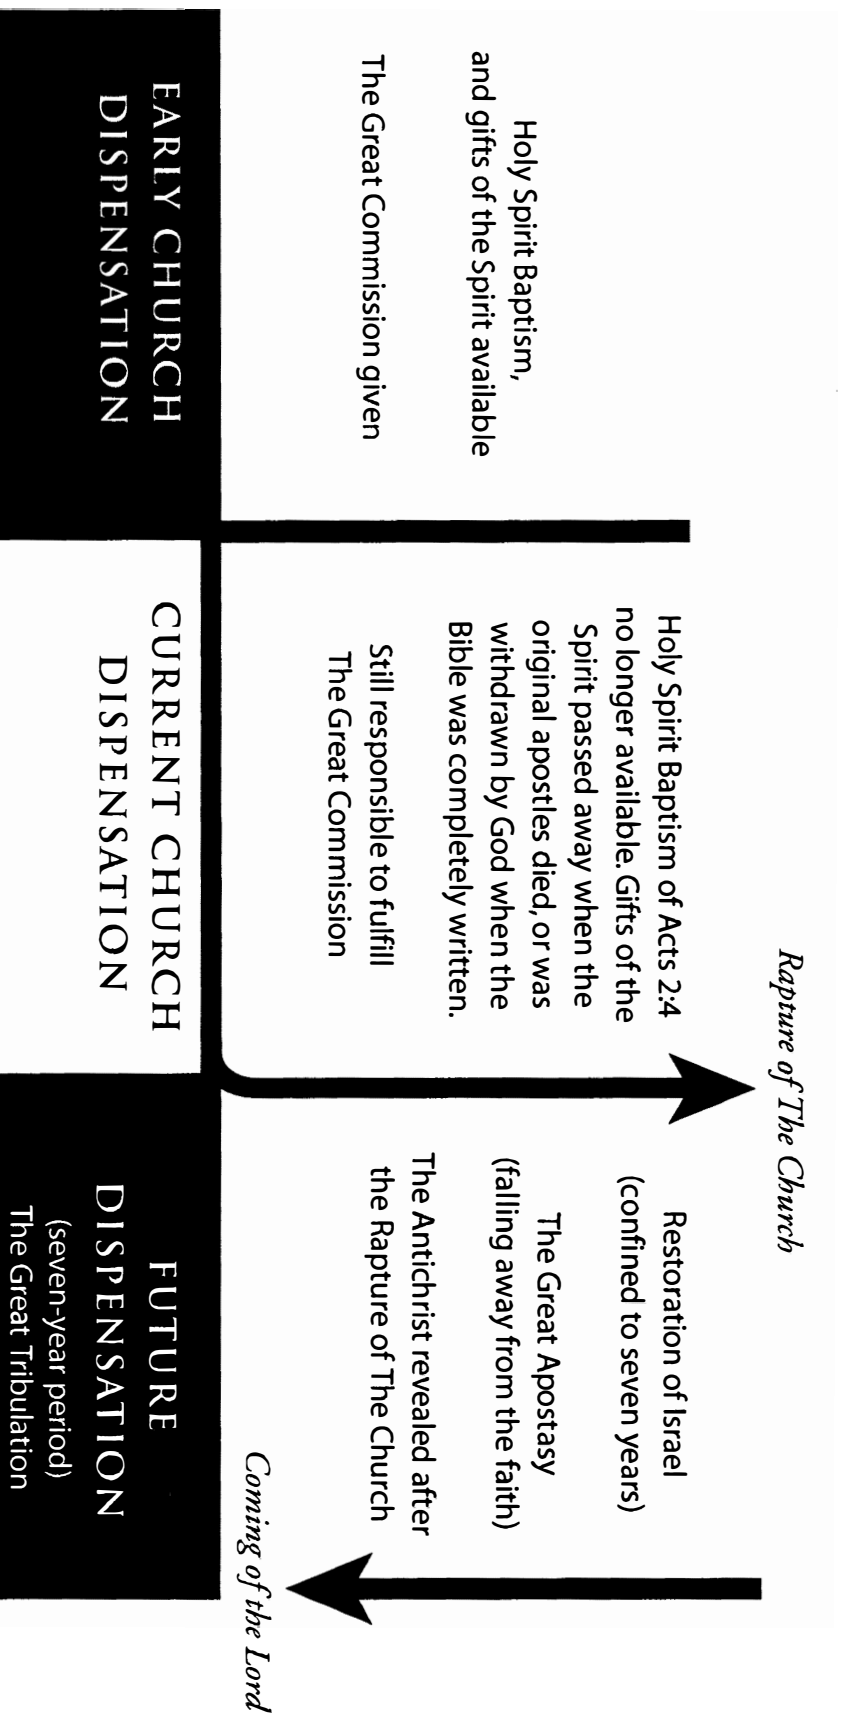 Rapture of The Church
Holy Spirit Baptism,
and gifts of the Spirit available
The Great Commission given
Holy Spirit Baptism of Acts 2:4
no longer available. Gifts of the
Spirit passed away when the
original apostles died, or was
withdrawn by God when the
Bible was completely written.
Still responsible to fulfill
The Great Commission
Restoration of Israel
(confined to seven years)
The Great Apostasy
(falling away from the faith)
The Antichrist revealed after
the Rapture of The Church
Coming of the Lord
EARLY CHURCH
DISPENSATION
CURRENT CHURCH
DISPENSATION
FUTURE
DISPENSATION
(seven-year period)
The Great Tribulation